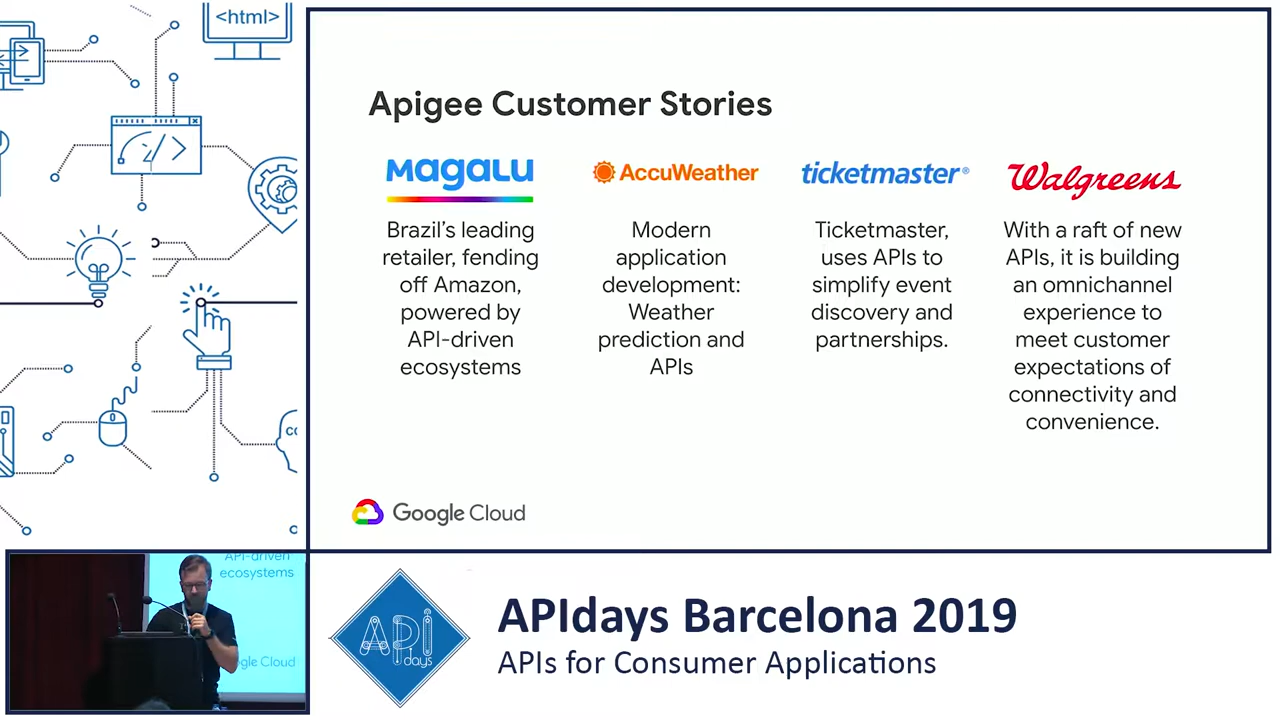 <html>
Apigee Customer Stories
MagaLu
Brazil's leading
retailer, fending
off Amazon,
powered by
API-driven
ecosystems
AccuWeather
Modern
application
development:
Weather
prediction and
APIs
ticketmaster®
Ticketmaster,
uses APIs to
simplify event
discovery and
partnerships.
Walgreens
With a raft of new
APIs, it is building
an omnichannel
experience to
meet customer
expectations of
connectivity and
convenience.
Google Cloud
API-driven
ecosystems
gle Cloud
API
days
APIdays Barcelona 2019
APIs for Consumer Applications